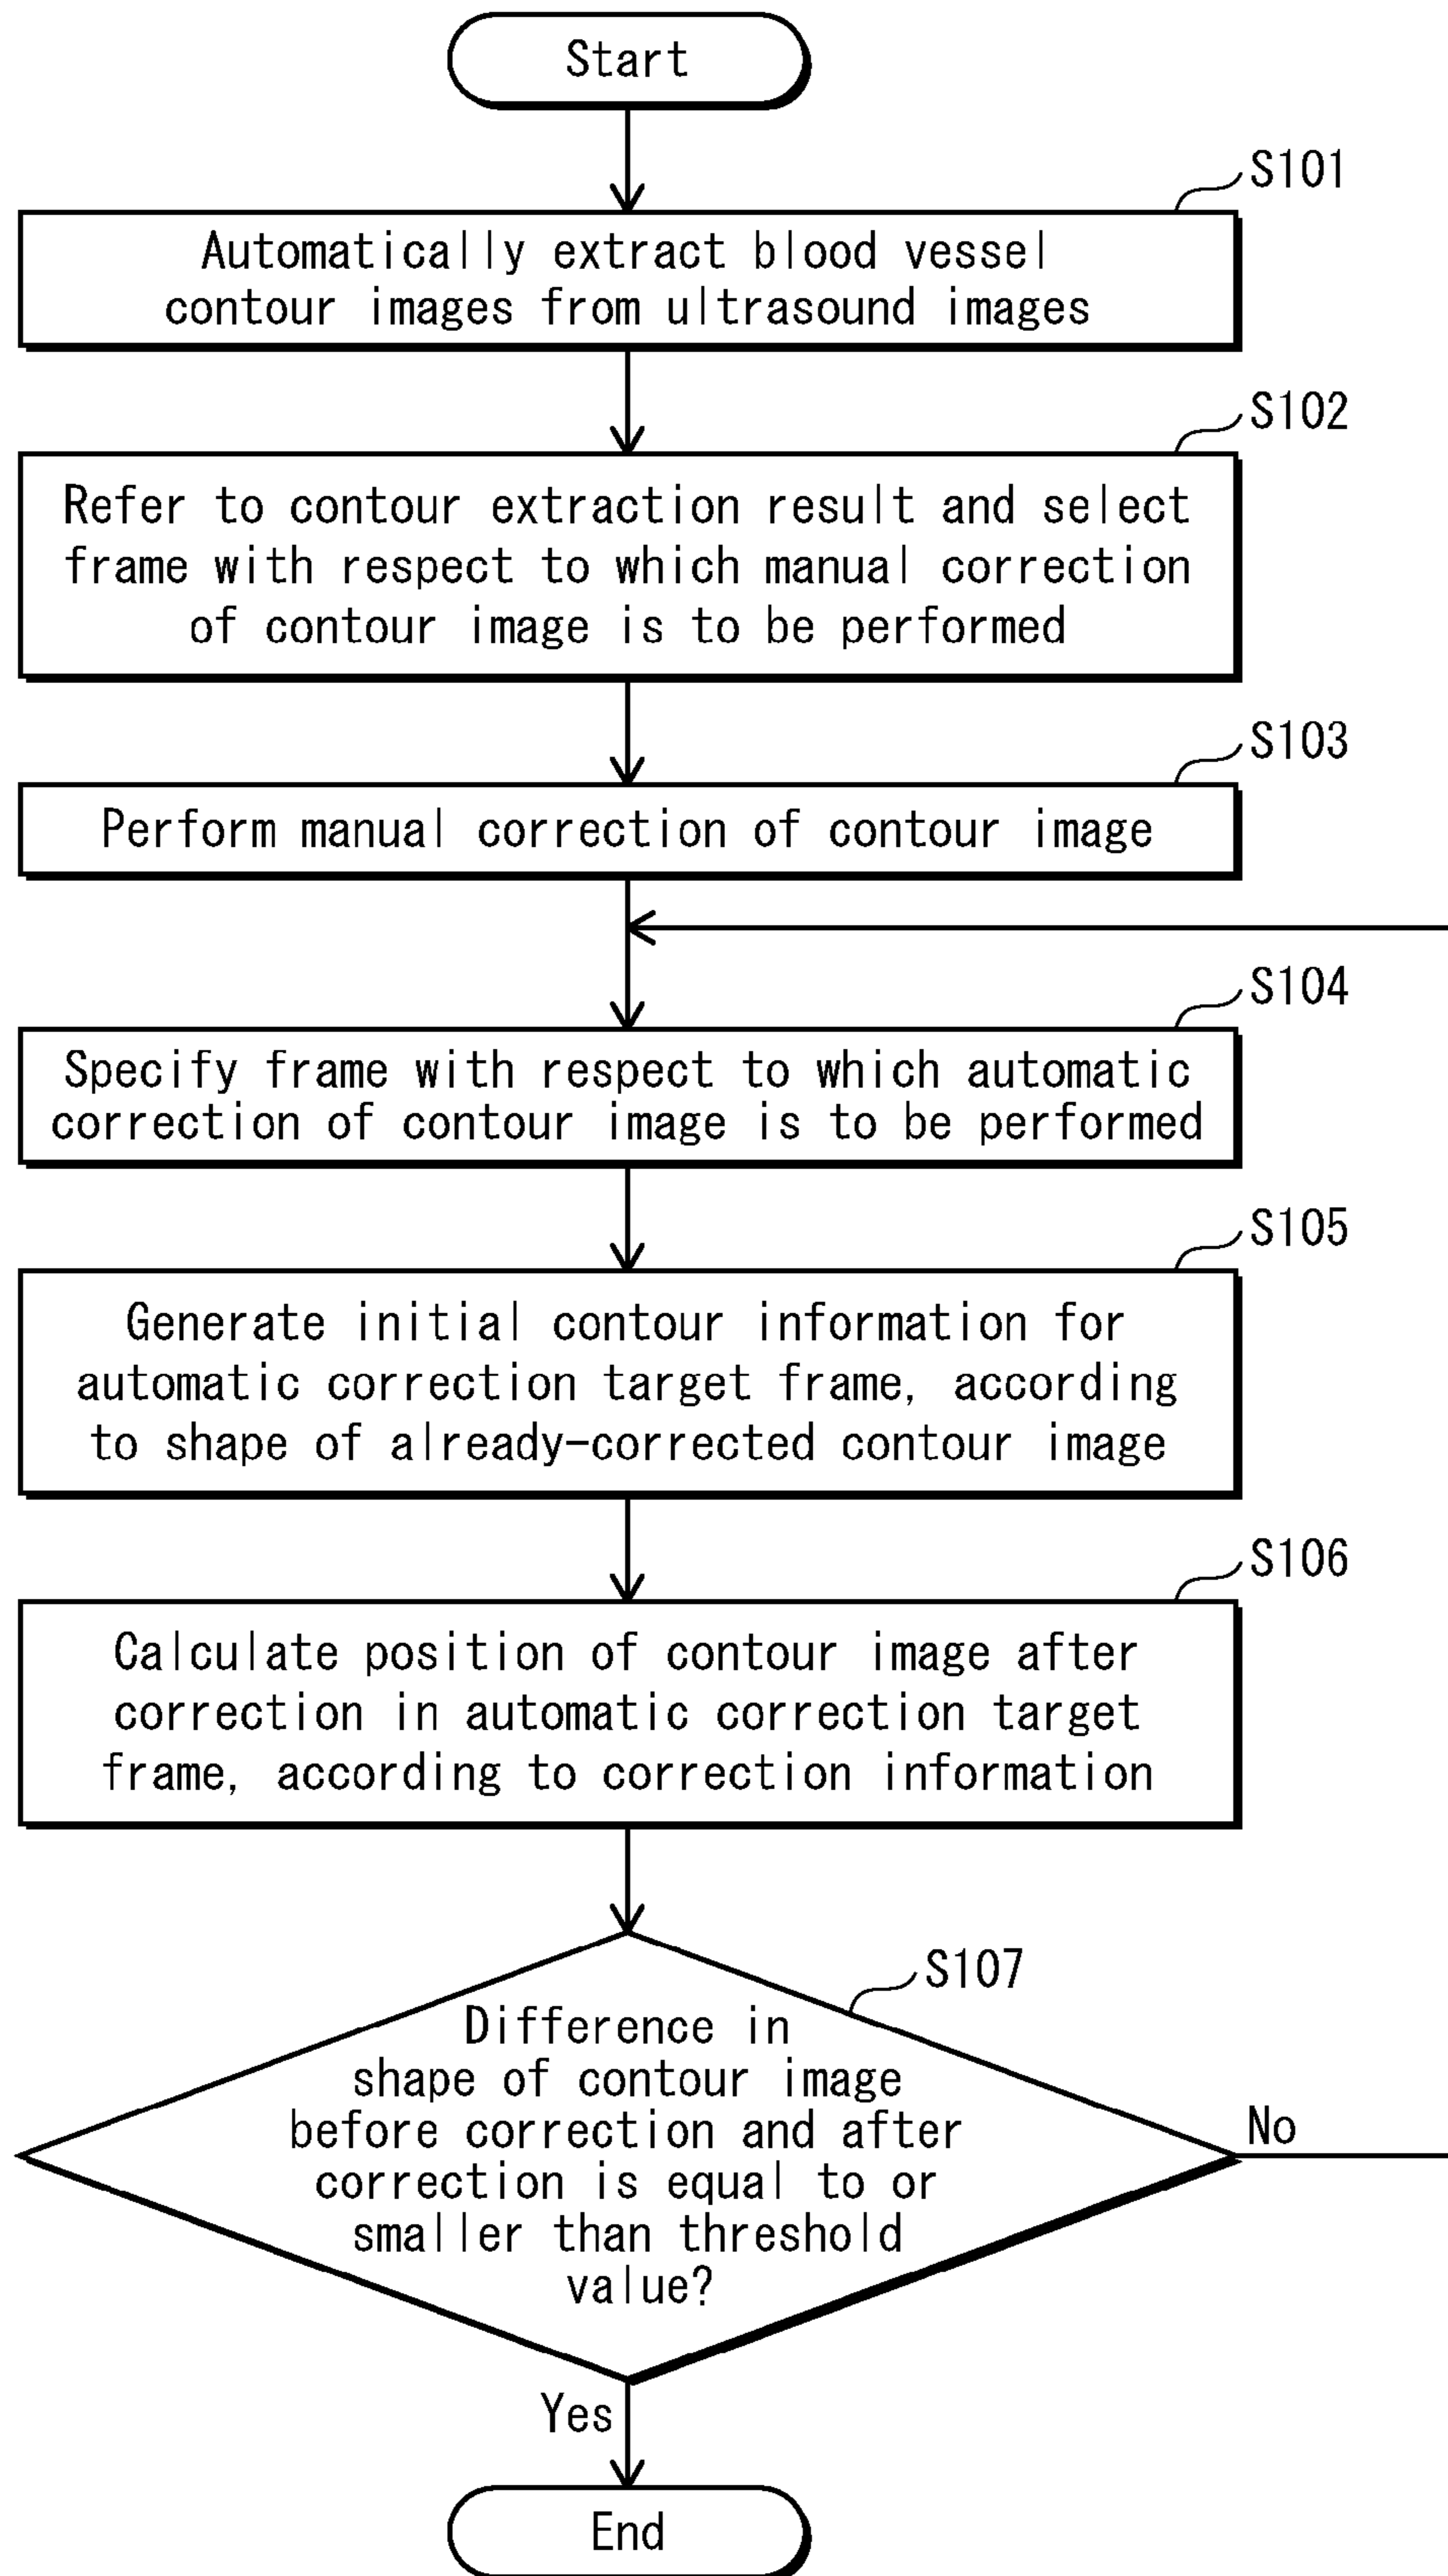 Start
S101
Automatically extract blood vessel
contour images from ultrasound images
S102
Refer to contour extraction result and select
frame with respect to which manual correction
of contour image is to be performed
S103
Perform manual correction of contour image
S104
Specify frame with respect to which automatic
correction of contour image is to be performed
S105
Generate initial contour information for
automatic correction target frame, according
to shape of already-corrected contour image
S106
Calculate position of contour image after
correction in automatic correction target
frame, according to correction information
S107
Difference in
shape of contour image
before correction and after
correction is equal to or
smaller than threshold
value?
No
Yes
End